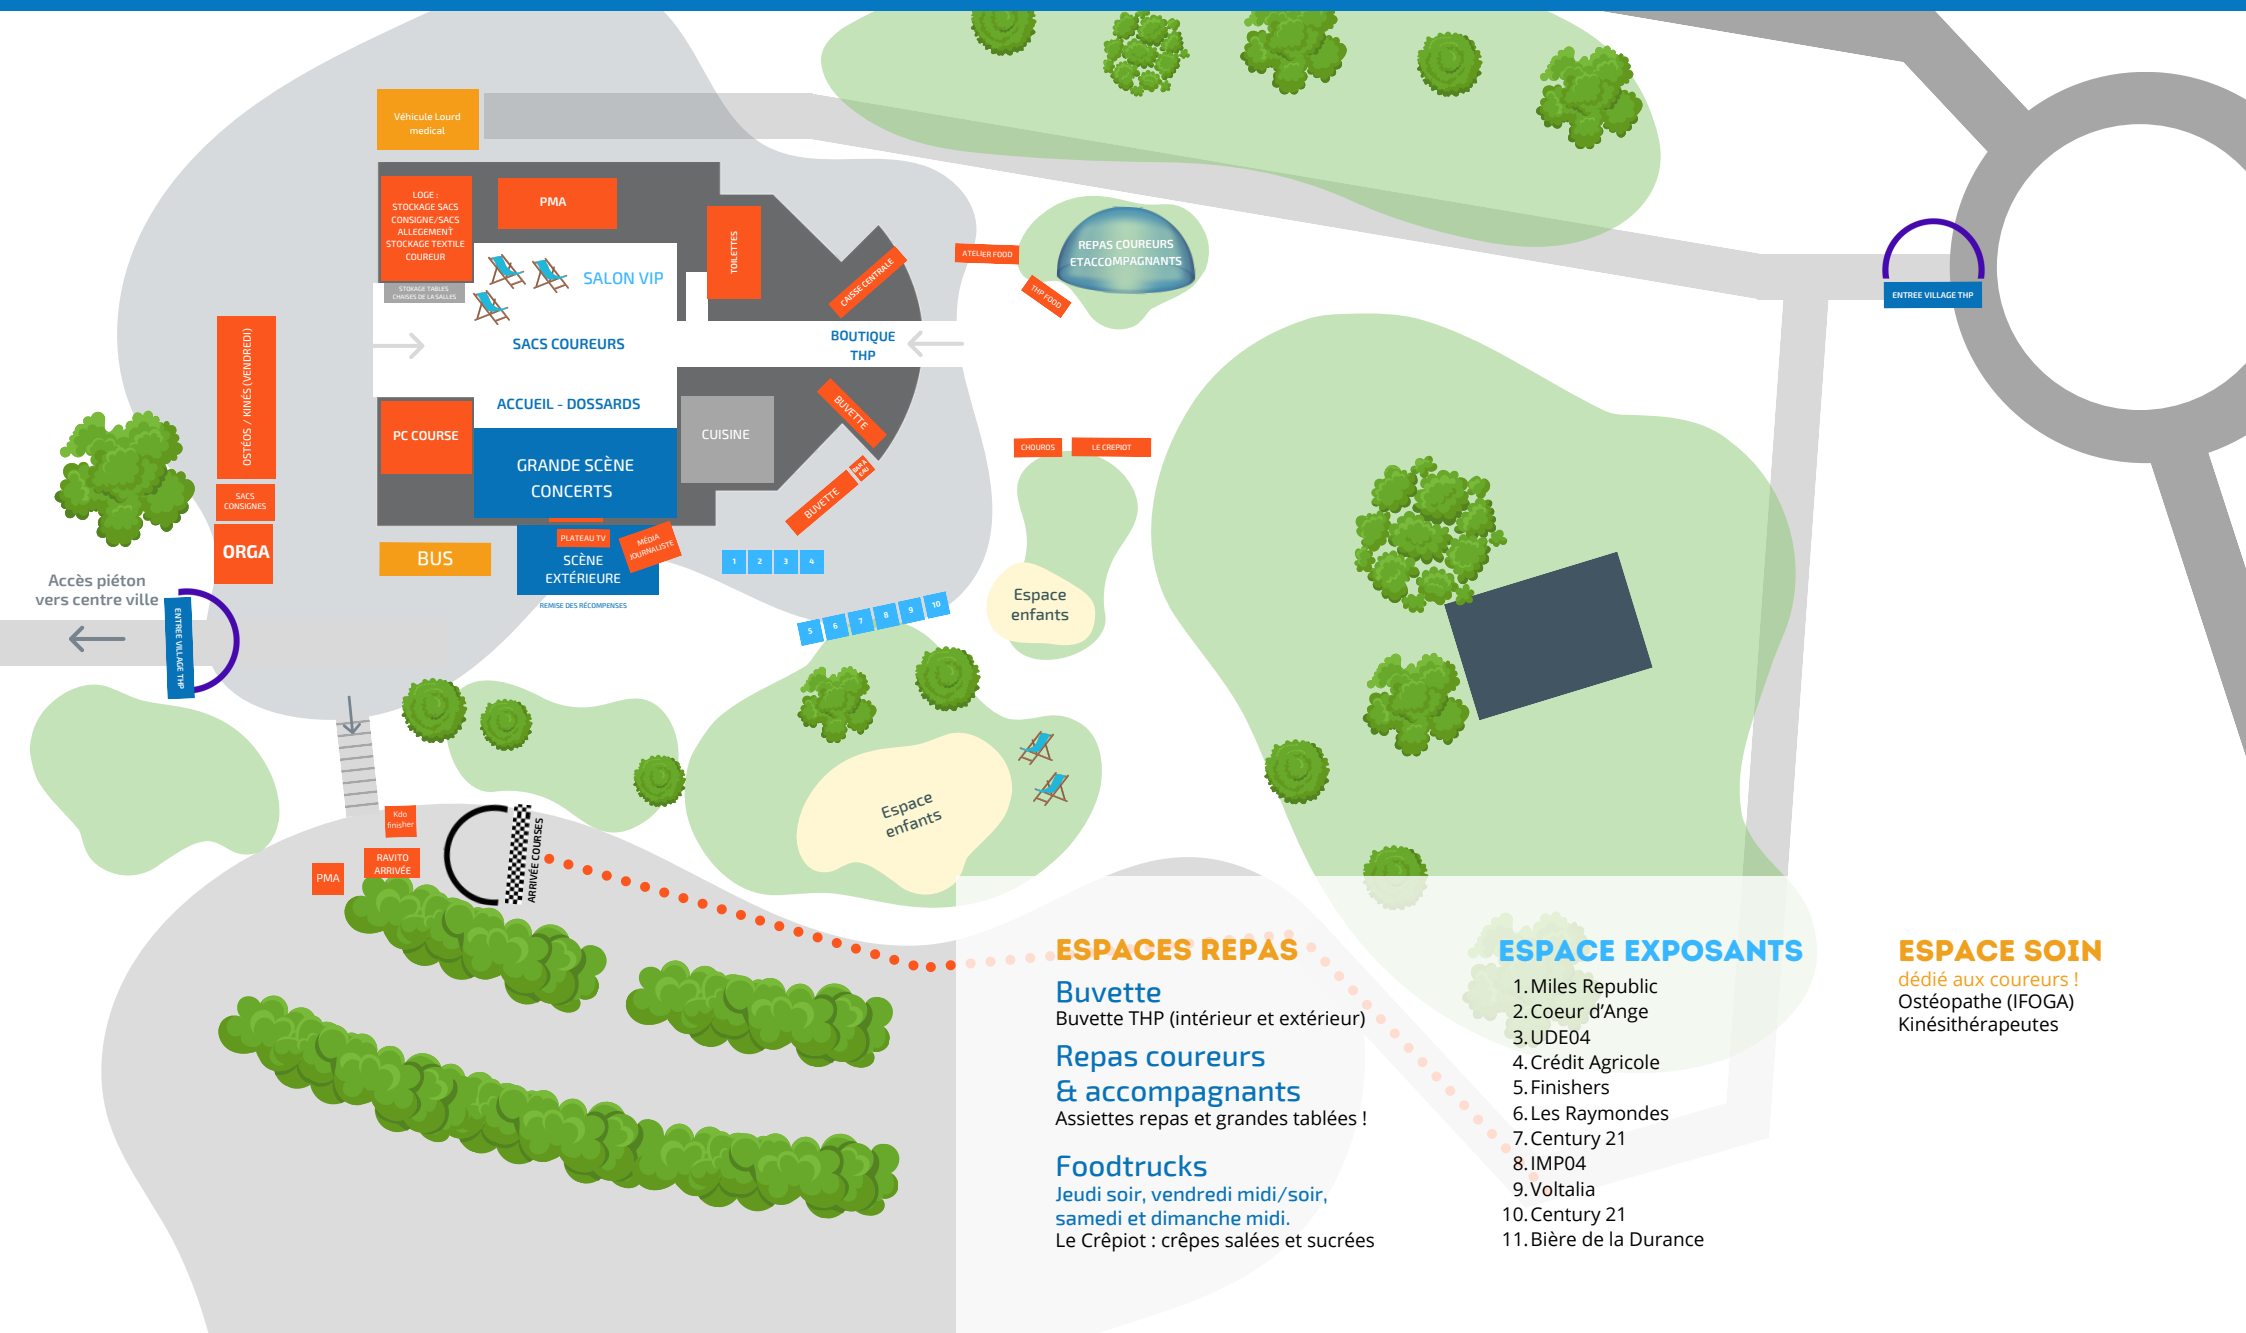 Véhicule Lourd
medical
LOGE :
STOCKAGE SACS
CONSIGNE/SACS
ALLEGEMENT
STOCKAGE TEXTILE
COUREUR
PMA
STOKAGE TABLES
CHAISES DE LA SALLES
SALON VIP
TOILETTES
CAISSE CENTRALE
ATELIER FOOD
THP FOOD
REPAS COUREURS
ETACCOMPAGNANTS
ENTREE VILLAGE THP
SACS COUREURS
BOUTIQUE
THP
OSTÉOS / KINÉS (VENDREDI)
ACCUEIL - DOSSARDS
PC COURSE
CUISINE
BUVETTE
GRANDE SCÈNE
CONCERTS
BAR A
EAU
BUVETTE
CHOUROS
LE CREPIOT
SACS
CONSIGNES
ORGA
BUS
PLATEAU TV
MÉDIA
JOURNALISTE
SCÈNE
EXTÉRIEURE
REMISE DES RÉCOMPENSES
1
2
3
4
5
6
7
8
9
10
Espace
enfants
Accès piéton
vers centre ville
ENTREE VILLAGE THP
Espace
enfants
Kdo
finisher
RAVITO
ARRIVÉE
PMA
ARRIVÉE COURSES
ESPACES REPAS
Buvette
Buvette THP (intérieur et extérieur)
Repas coureurs
& accompagnants
Assiettes repas et grandes tablées !
Foodtrucks
Jeudi soir, vendredi midi/soir,
samedi et dimanche midi.
Le Crêpiot : crêpes salées et sucrées
ESPACE EXPOSANTS
1. Miles Republic
2. Coeur d'Ange
3. UDE04
4. Crédit Agricole
5. Finishers
6. Les Raymondes
7. Century 21
8. IMP04
9. Voltalia
10. Century 21
11. Bière de la Durance
ESPACE SOIN
dédié aux coureurs !
Ostéopathe (IFOGA)
Kinésithérapeutes